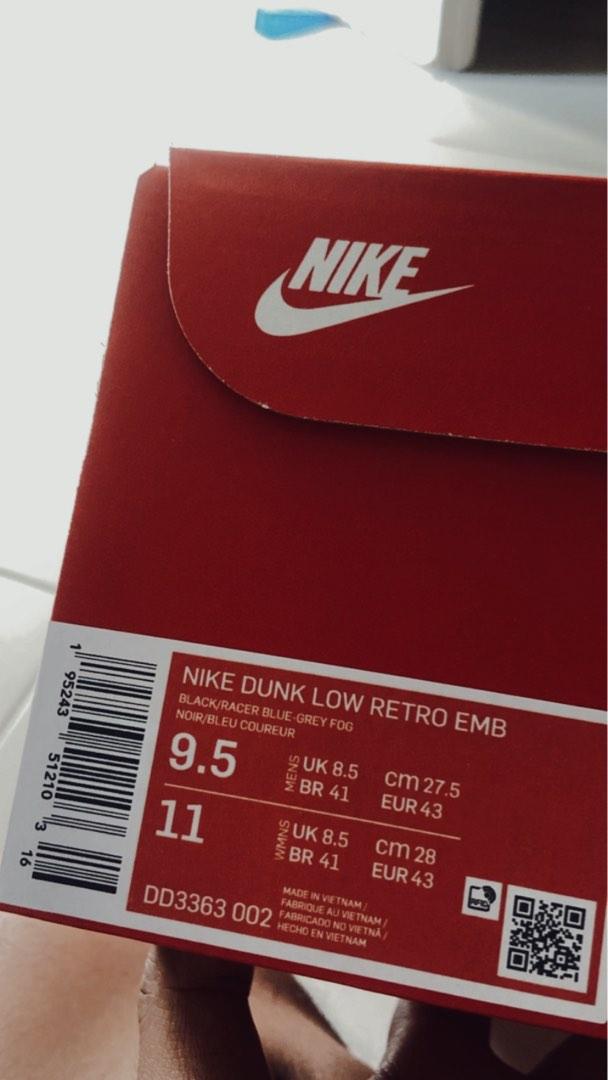 NIKE
NIKE DUNK LOW RETRO EMB
BLACK/RACER BLUE-GREY FOG
NOIR/BLEU COUREUR
9.5
MENS
UK 8.5
BR 41
cm 27.5
EUR 43
11
WMNS
UK 8.5
BR 41
cm 28
EUR 43
DD3363 002
MADE IN VIETNAM /
FABRIQUE AU VIETNAM /
FABRICADO NO VIETNÃ /
HECHO EN VIETNAM
RFID
1 95243 51210 3
16